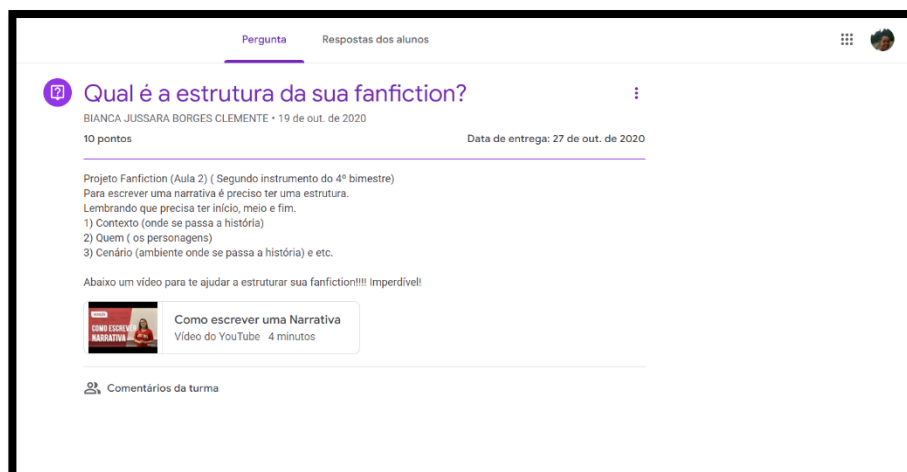 Pergunta Respostas dos alunos
Qual é a estrutura da sua fanfiction?
BIANCA JUSSARA BORGES CLEMENTE • 19 de out. de 2020
10 pontos Data de entrega: 27 de out. de 2020
Projeto Fanfiction (Aula 2) ( Segundo instrumento do 4º bimestre)
Para escrever uma narrativa é preciso ter uma estrutura.
Lembrando que precisa ter início, meio e fim.
1) Contexto (onde se passa a história)
2) Quem ( os personagens)
3) Cenário (ambiente onde se passa a história) e etc.
Abaixo um vídeo para te ajudar a estruturar sua fanfiction!!!! Imperdível!
COMO ESCREVER
NARRATIVA
Como escrever uma Narrativa
Vídeo do YouTube 4 minutos
Comentários da turma